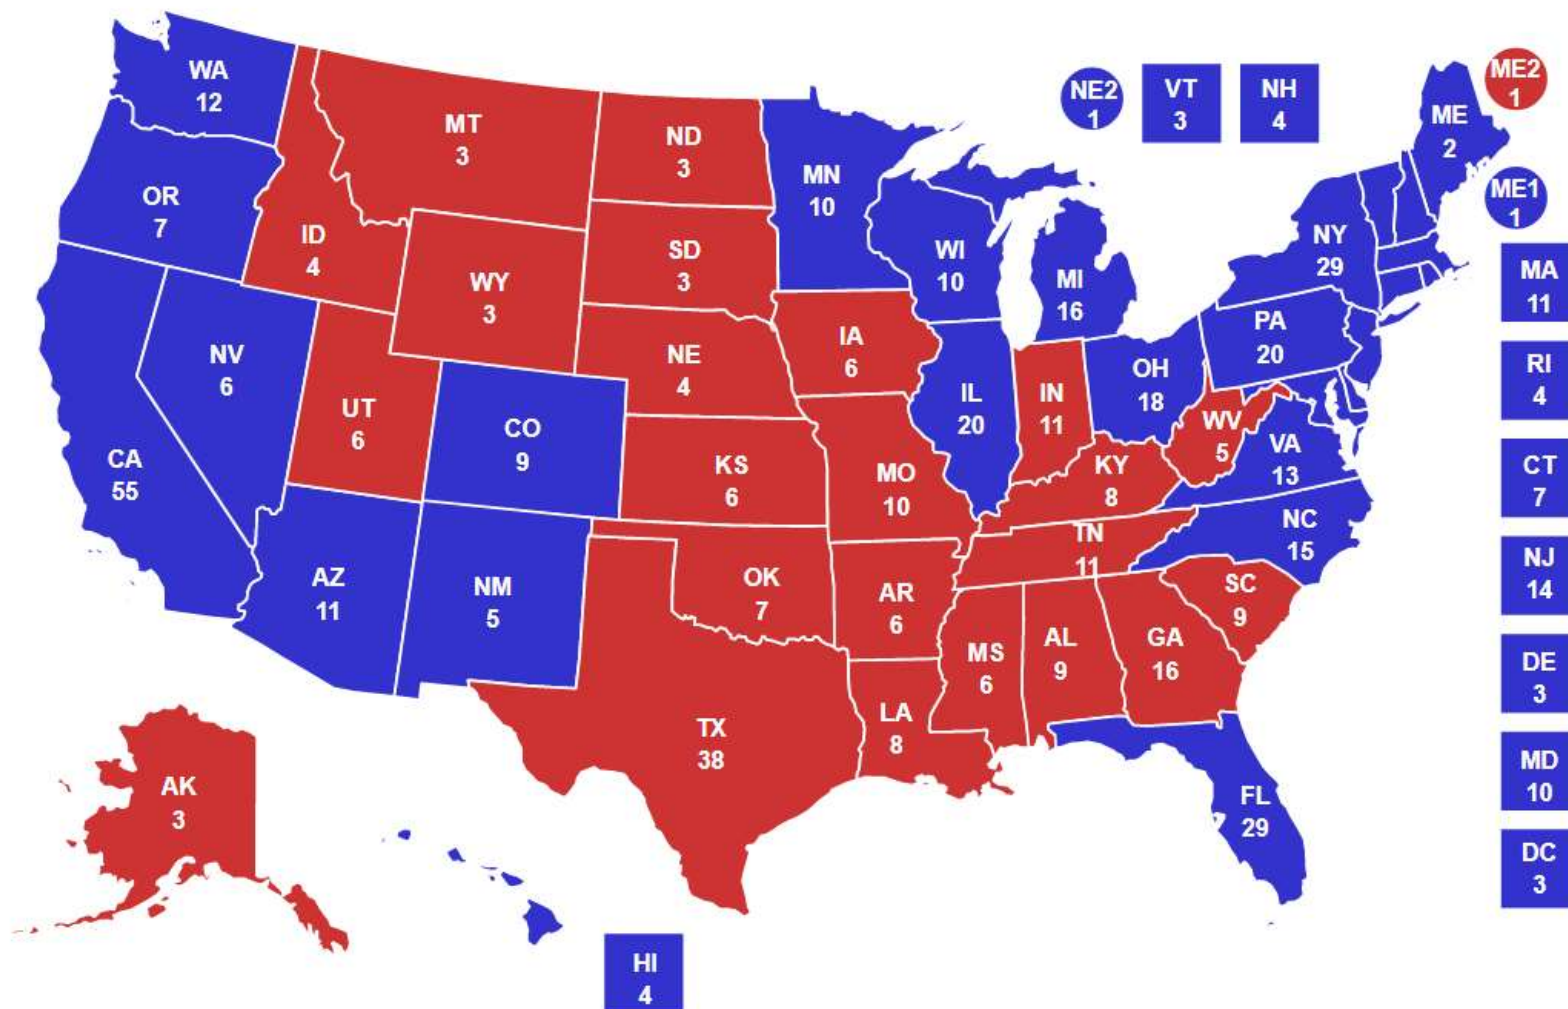 WA
12
OR
7
CA
55
NV
6
ID
4
MT
3
WY
3
UT
6
CO
9
AZ
11
NM
5
ND
3
SD
3
NE
4
KS
6
OK
7
TX
38
MN
10
IA
6
MO
10
AR
6
LA
8
WI
10
IL
20
MI
16
IN
11
OH
18
KY
8
TN
11
MS
6
AL
9
GA
16
FL
29
SC
9
NC
15
VA
13
WV
5
PA
20
NY
29
ME
2
NE2
1
VT
3
NH
4
ME2
1
ME1
1
MA
11
RI
4
CT
7
NJ
14
DE
3
MD
10
DC
3
AK
3
HI
4